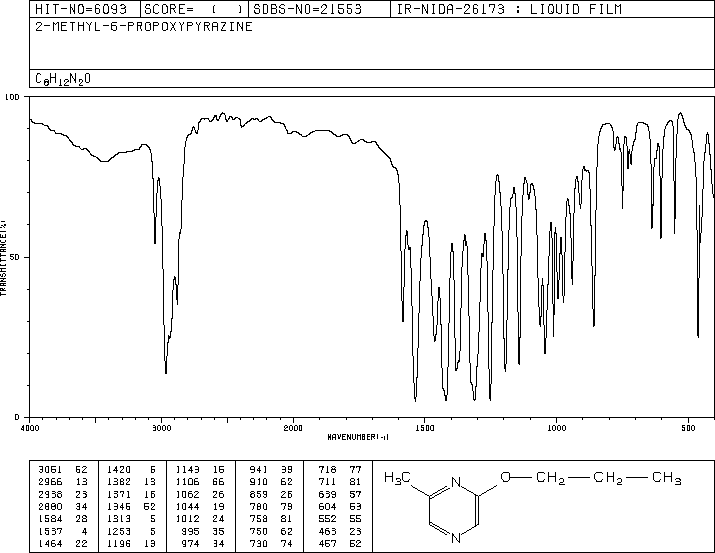 HIT-NO=6093 SCORE= ( ) SDBS-NO=21553 IR-NIDA-26173 : LIQUID FILM
2-METHYL-6-PROPOXYPYRAZINE
C8H12N2O
100
50
0
TRANSMITTANCE(%)
4000 3000 2000 1500 1000 500
WAVENUMBER(-1)
3061 52 1420 5 1143 16 941 39 718 77
2966 13 1382 13 1106 66 910 62 711 81
2938 23 1371 16 1062 26 859 26 639 57
2880 34 1346 52 1044 19 780 79 604 53
1584 28 1313 5 1012 24 758 81 552 55
1537 4 1253 5 995 35 750 62 463 23
1464 22 1196 13 974 34 730 74 457 52
H3C N O CH2 CH2 CH3
N